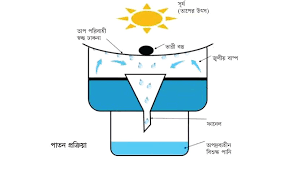 সূর্য
(তাপের উৎস)
তাপ পরিবাহী
স্বচ্ছ ঢাকনা
ভারী বস্তু
জলীয় বাষ্প
ফানেল
পাতন প্রক্রিয়া
বিশুদ্ধ পানি